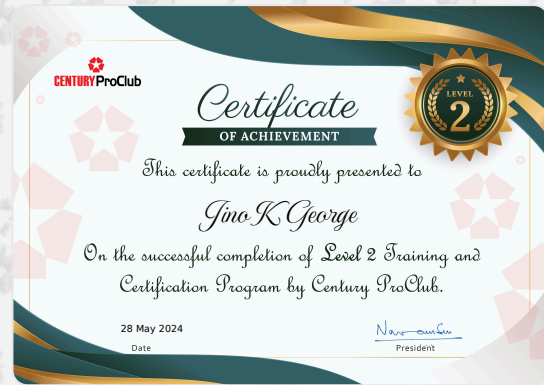 CENTURY ProClub
LEVEL
2
Certificate
OF ACHIEVEMENT
This certificate is proudly presented to
Jino K George
On the successful completion of Level 2 Training and
Certification Program by Century ProClub.
28 May 2024
Date
President